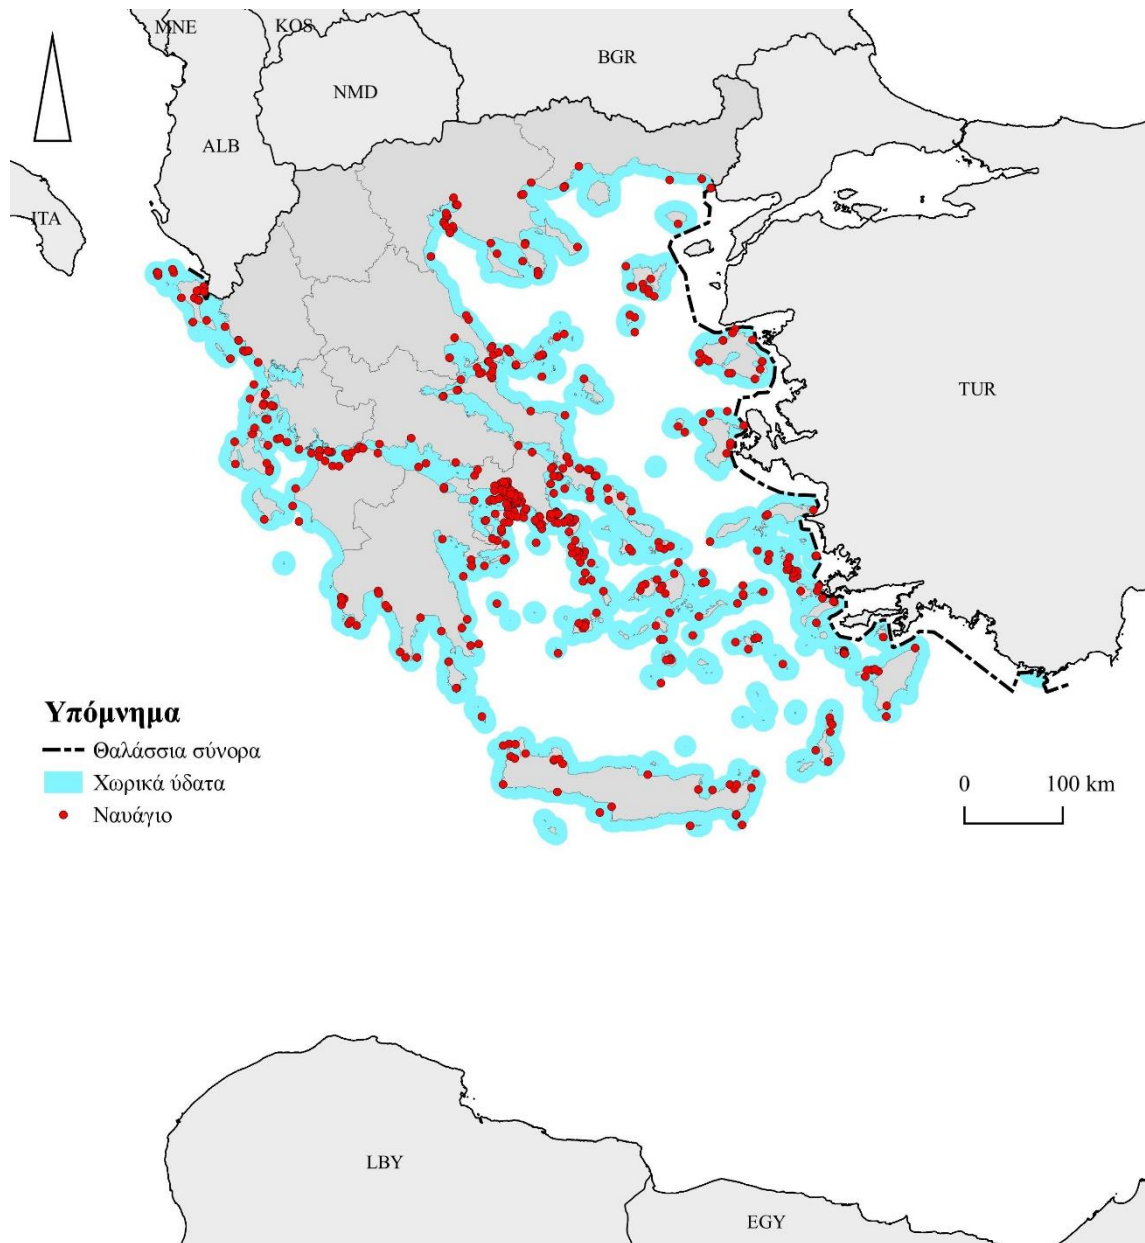 MNE
KOS
BGR
NMD
ALB
ITA
TUR
Υπόμνημα
Θαλάσσια σύνορα
Χωρικά ύδατα
Ναυάγιο
0 100 km
LBY
EGY